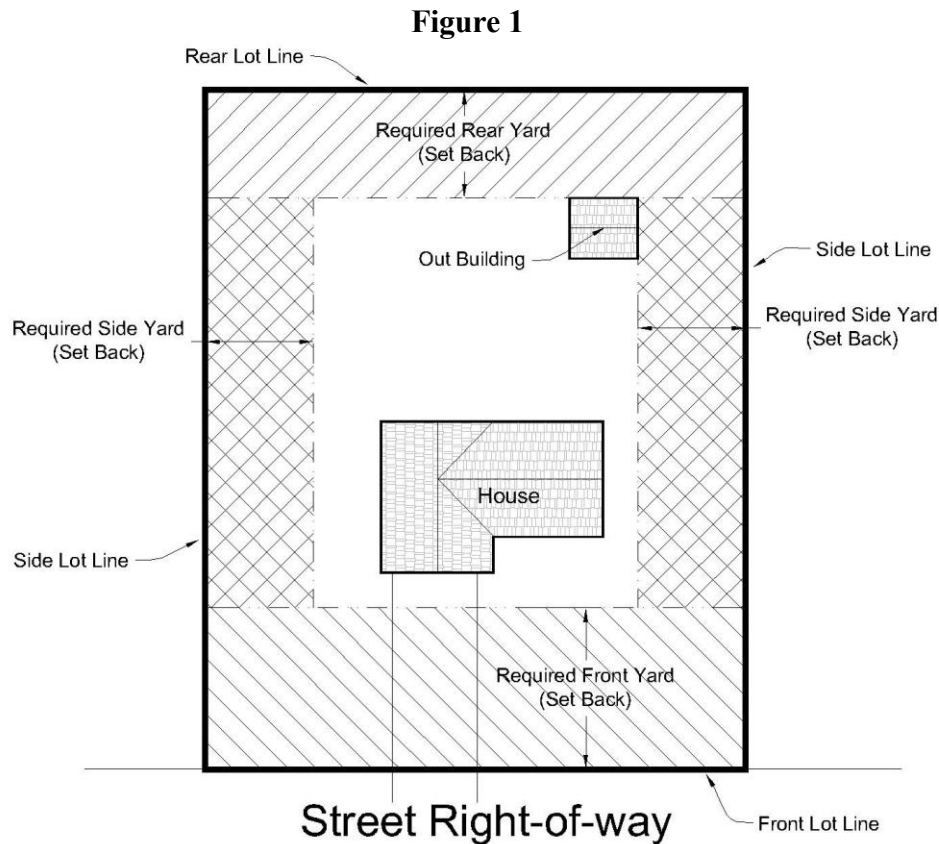 Figure 1
Rear Lot Line
Required Rear Yard
(Set Back)
Out Building
Side Lot Line
Required Side Yard
(Set Back)
Required Side Yard
(Set Back)
House
Side Lot Line
Required Front Yard
(Set Back)
Street Right-of-way
Front Lot Line